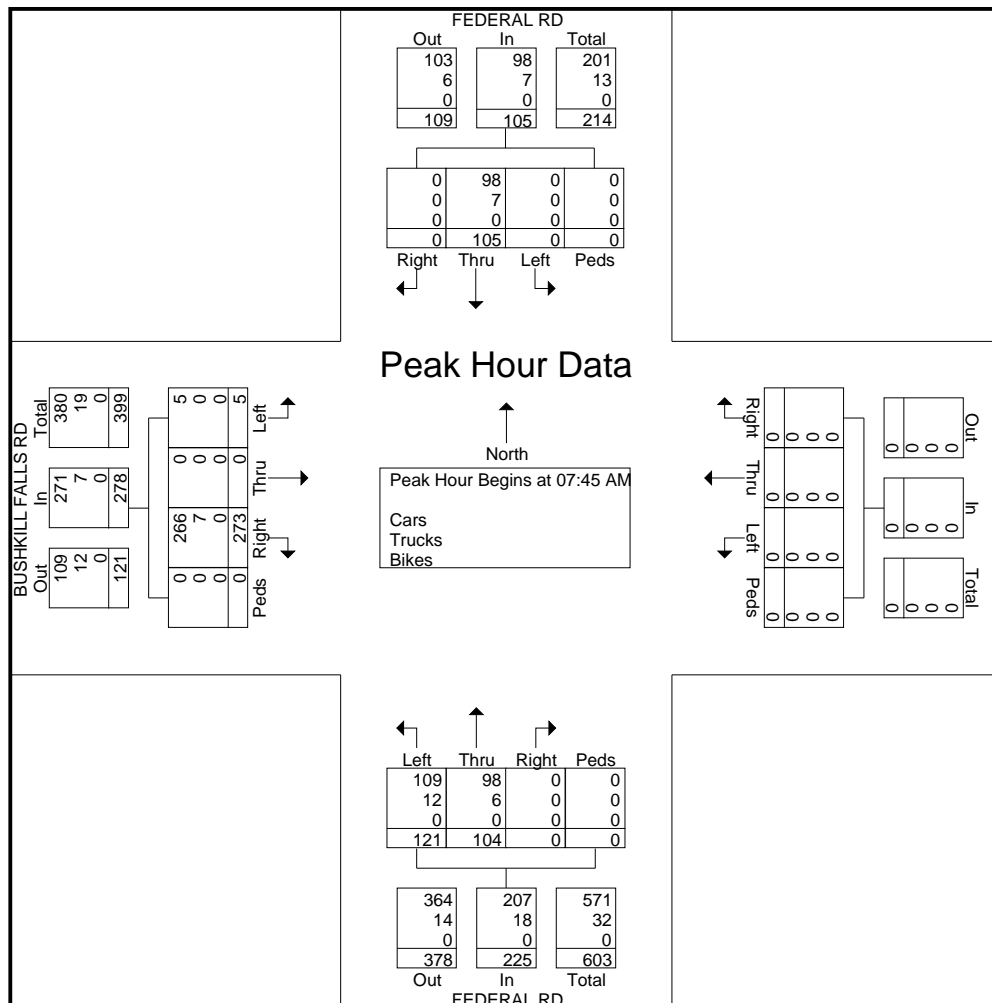 FEDERAL RD
Out In Total
103 98 201
6 7 13
0 0 0
109 105 214
0 98 0 0
0 7 0 0
0 0 0 0
0 105 0 0
Right Thru Left Peds
Peak Hour Data
North
Peak Hour Begins at 07:45 AM
Cars
Trucks
Bikes
BUSHKILL FALLS RD
Out In Total
109 271 380
12 7 19
0 0 0
121 278 399
0 266 0 5
0 7 0 0
0 0 0 0
0 273 0 5
Peds Right Thru Left
Out In Total
0 0 0
0 0 0
0 0 0
0 0 0
Right Thru Left Peds
0 0 0 0
0 0 0 0
0 0 0 0
0 0 0 0
Left Thru Right Peds
109 98 0 0
12 6 0 0
0 0 0 0
121 104 0 0
364 207 571
14 18 32
0 0 0
378 225 603
Out In Total
FEDERAL RD